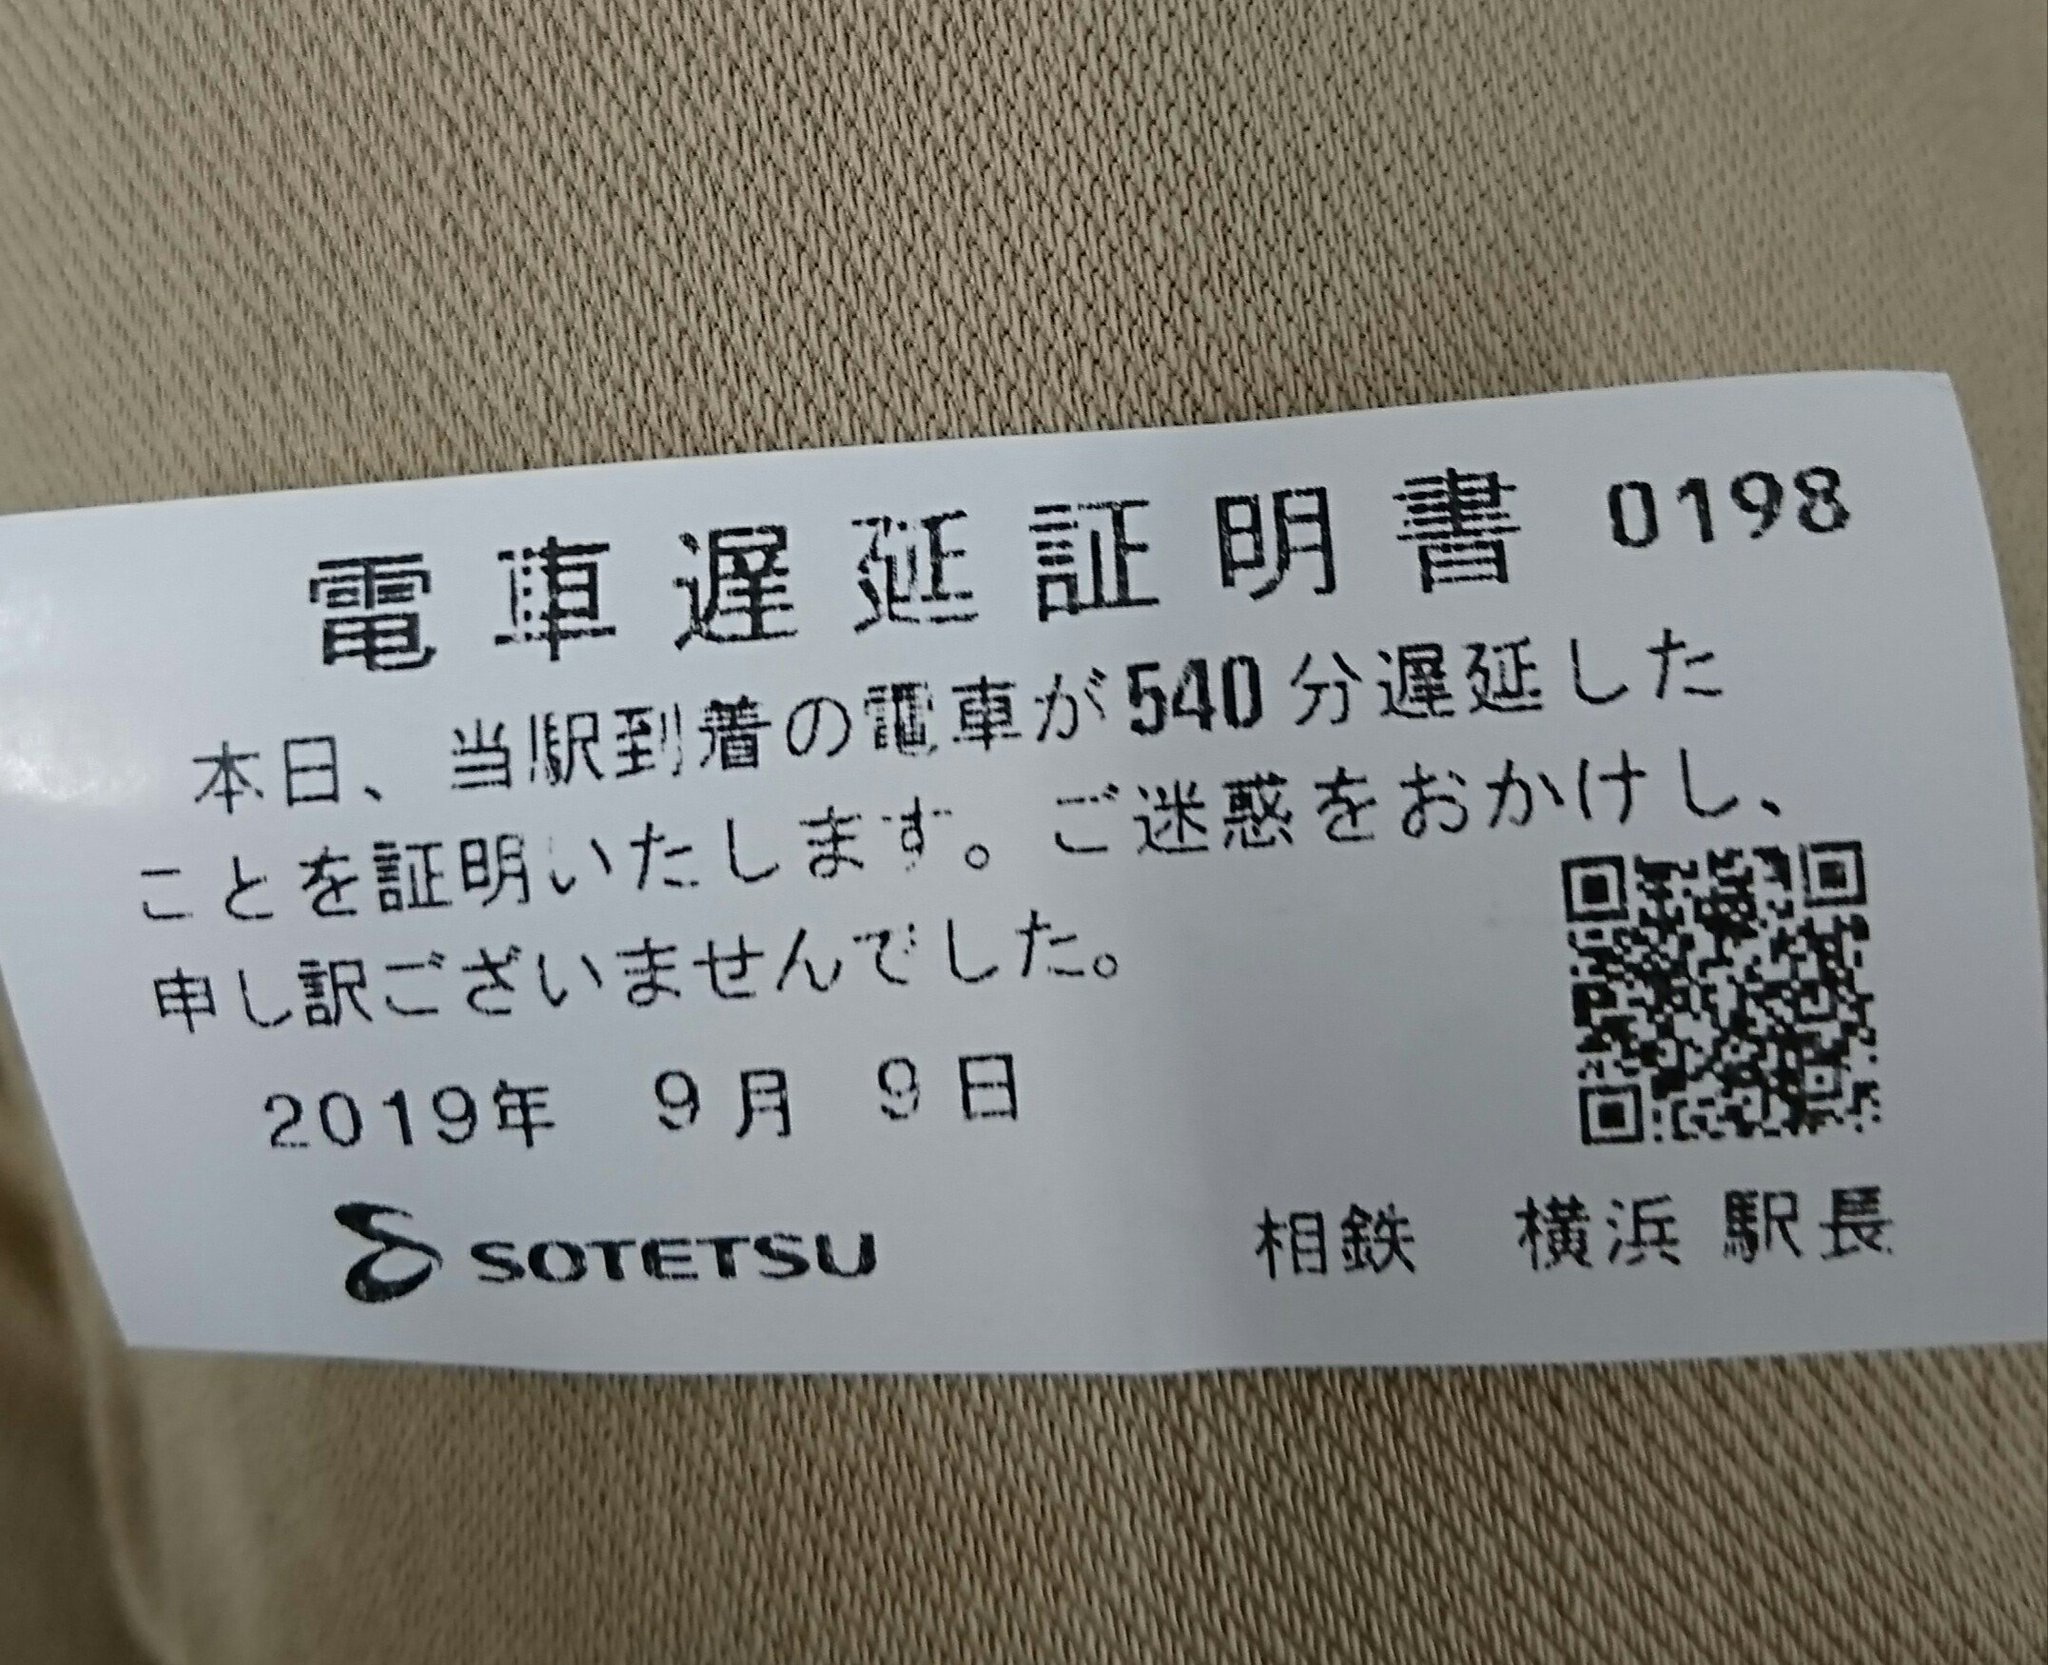 電車遅延証明書 0198
本日、当駅到着の電車が540分遅延した
ことを証明いたします。ご迷惑をおかけし、
申し訳ございませんでした。
2019年 9月 9日
SOTETSU 相鉄 横浜駅長